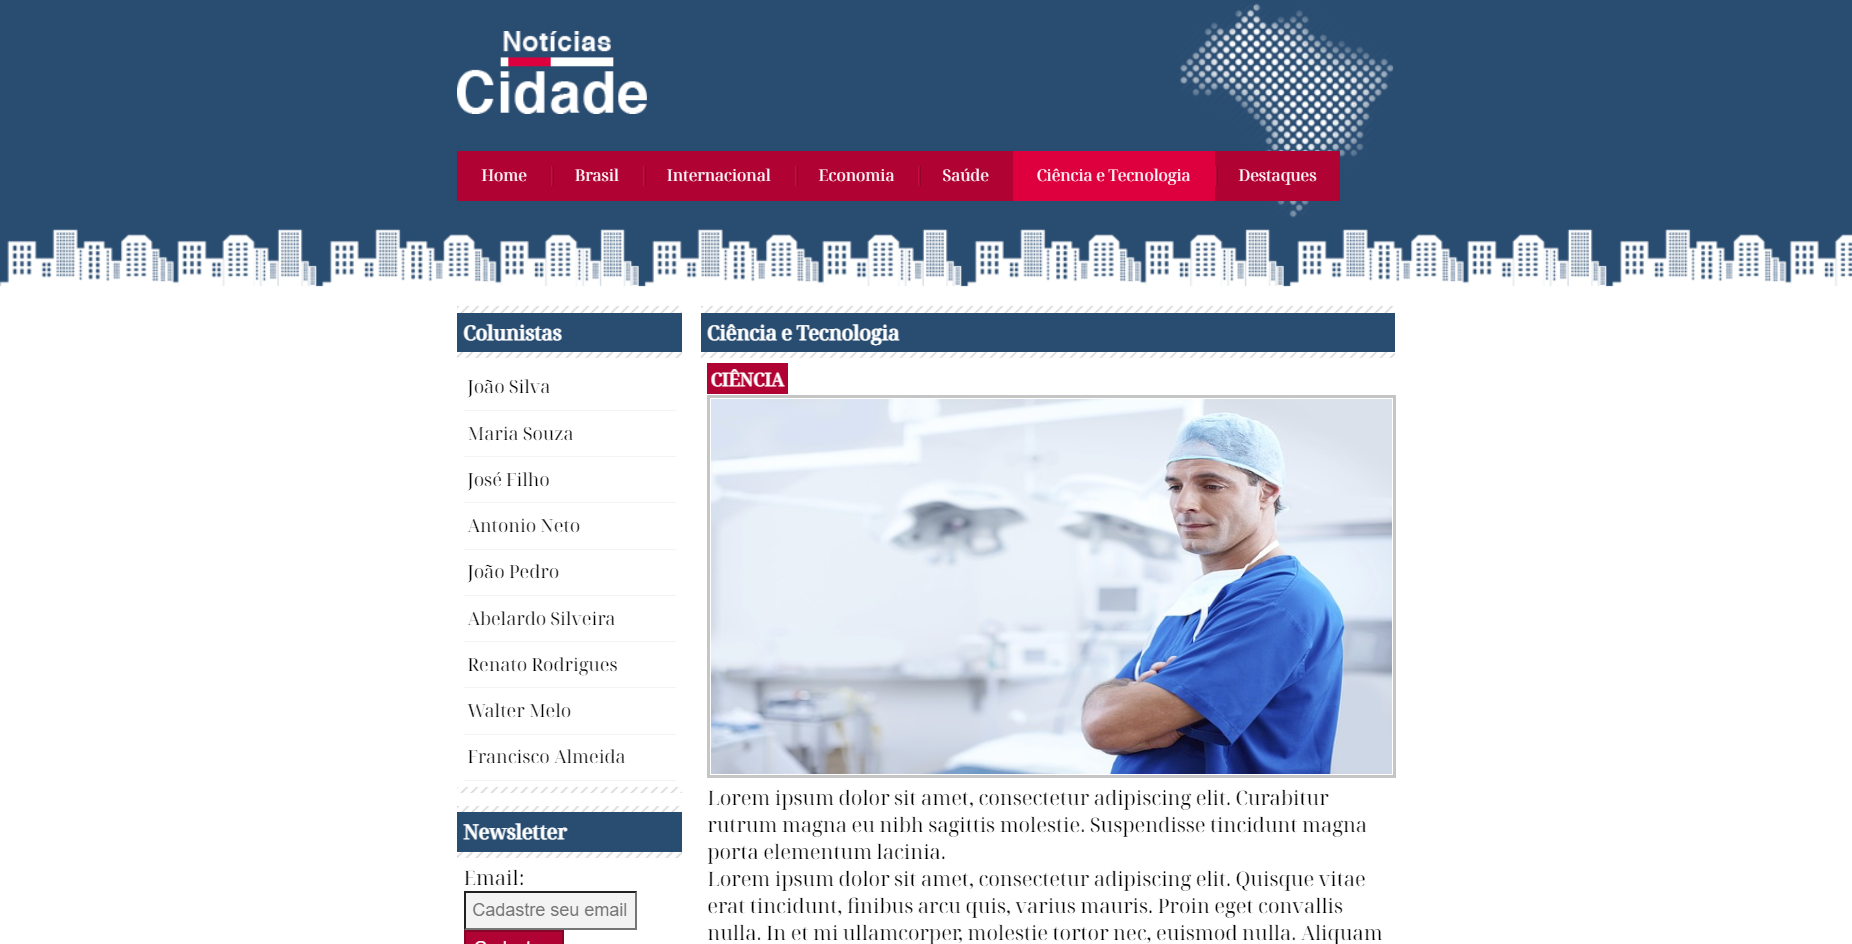 Notícias
Cidade
Home
Brasil
Internacional
Economia
Saúde
Ciência e Tecnologia
Destaques
Colunistas
João Silva
Maria Souza
José Filho
Antonio Neto
João Pedro
Abelardo Silveira
Renato Rodrigues
Walter Melo
Francisco Almeida
Newsletter
Email:
Cadastre seu email
Ciência e Tecnologia
CIÊNCIA
Lorem ipsum dolor sit amet, consectetur adipiscing elit. Curabitur
rutrum magna eu nibh sagittis molestie. Suspendisse tincidunt magna
porta elementum lacinia.
Lorem ipsum dolor sit amet, consectetur adipiscing elit. Quisque vitae
erat tincidunt, finibus arcu quis, varius mauris. Proin eget convallis
nulla. In et mi ullamcorper, molestie tortor nec, euismod nulla. Aliquam